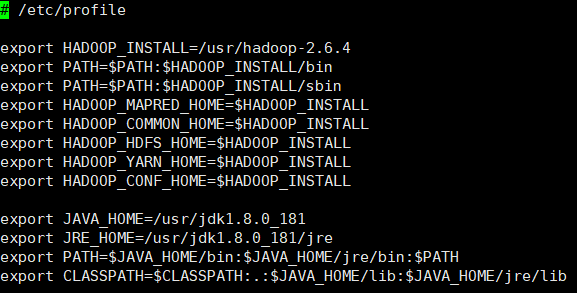 # /etc/profile
export HADOOP_INSTALL=/usr/hadoop-2.6.4
export PATH=$PATH:$HADOOP_INSTALL/bin
export PATH=$PATH:$HADOOP_INSTALL/sbin
export HADOOP_MAPRED_HOME=$HADOOP_INSTALL
export HADOOP_COMMON_HOME=$HADOOP_INSTALL
export HADOOP_HDFS_HOME=$HADOOP_INSTALL
export HADOOP_YARN_HOME=$HADOOP_INSTALL
export HADOOP_CONF_HOME=$HADOOP_INSTALL
export JAVA_HOME=/usr/jdk1.8.0_181
export JRE_HOME=/usr/jdk1.8.0_181/jre
export PATH=$JAVA_HOME/bin:$JAVA_HOME/jre/bin:$PATH
export CLASSPATH=$CLASSPATH:.:$JAVA_HOME/lib:$JAVA_HOME/jre/lib